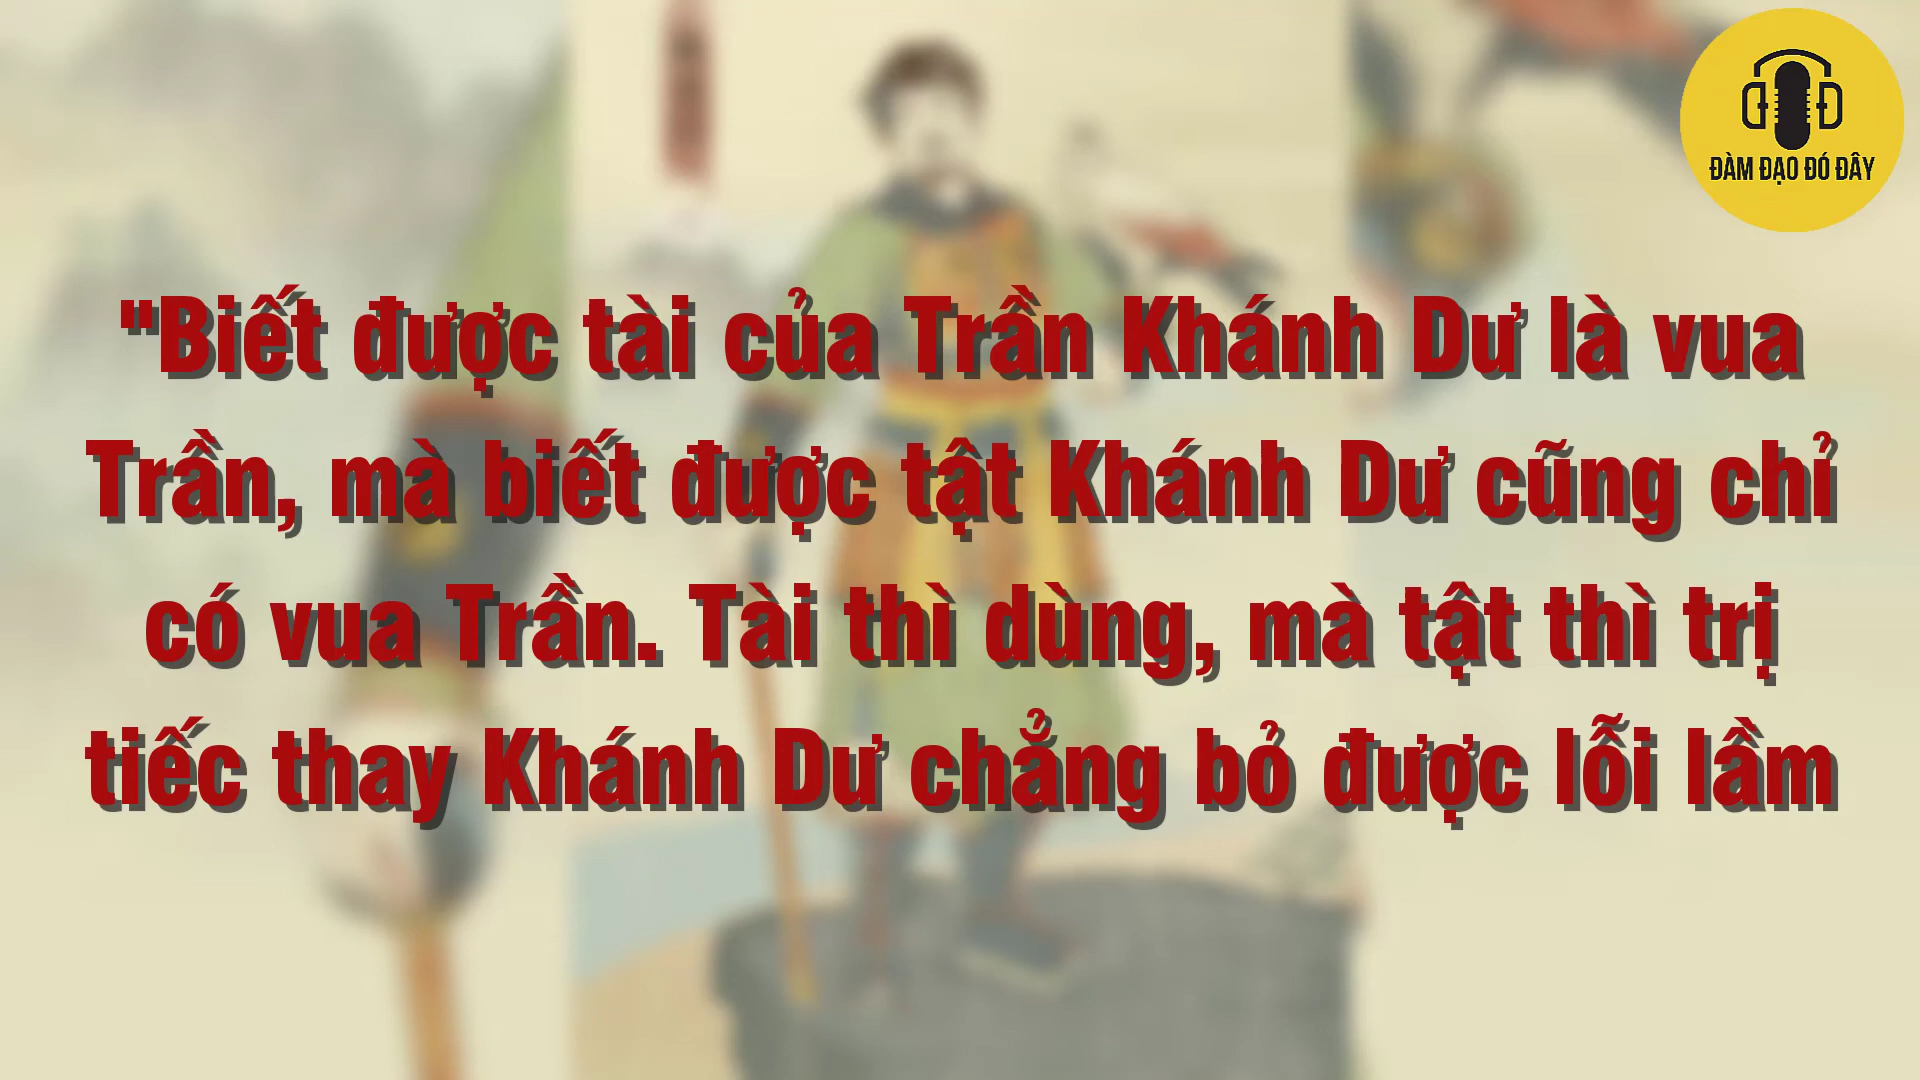 ĐÀM ĐẠO ĐÓ ĐÂY
"Biết được tài của Trần Khánh Dư là vua
Trần, mà biết được tật Khánh Dư cũng chỉ
có vua Trần. Tài thì dùng, mà tật thì trị
tiếc thay Khánh Dư chẳng bỏ được lỗi lầm